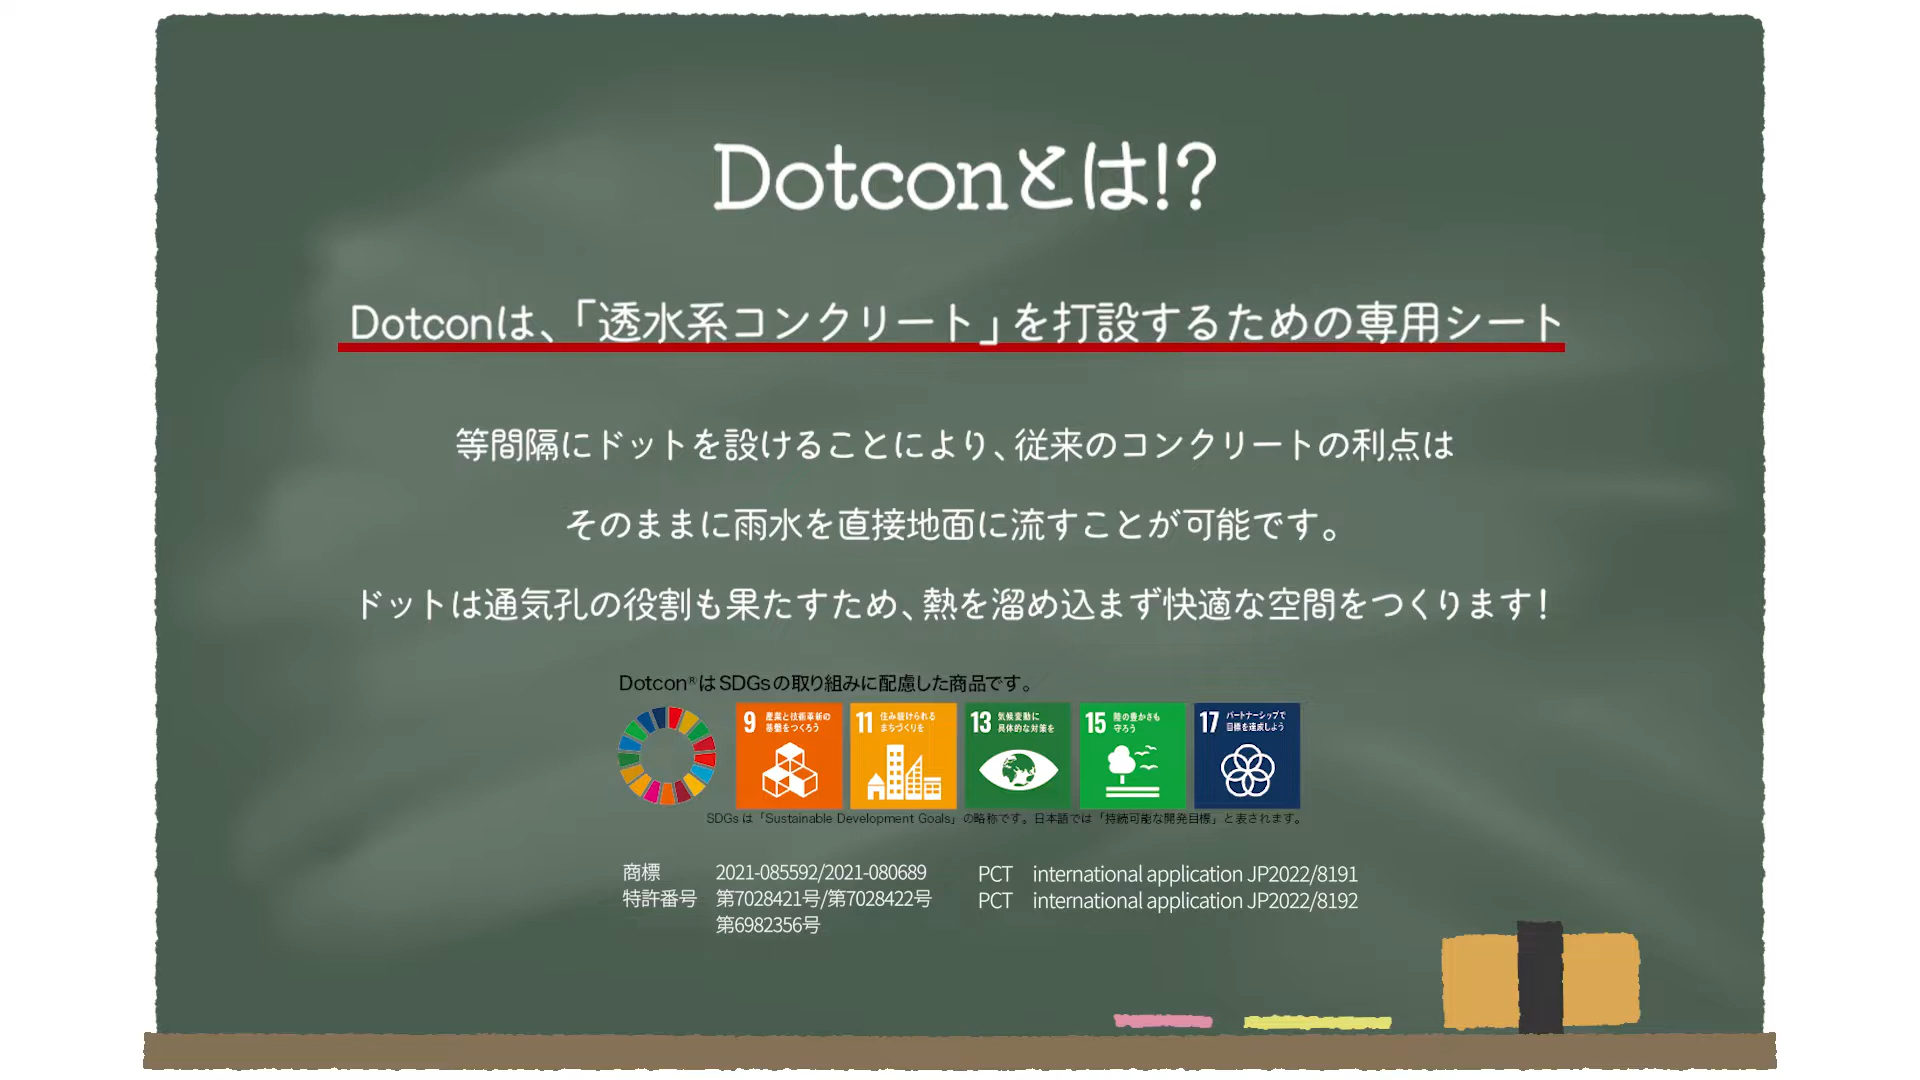 Dotconとは!?
Dotconは、「透水系コンクリート」を打設するための専用シート
等間隔にドットを設けることにより、従来のコンクリートの利点は
そのままに雨水を直接地面に流すことが可能です。
ドットは通気孔の役割も果たすため、熱を溜め込まず快適な空間をつくります！
Dotcon®はSDGsの取り組みに配慮した商品です。
9 産業と技術革新の
基盤をつくろう
11 住み続けられる
まちづくりを
13 気候変動に
具体的な対策を
15 陸の豊かさも
守ろう
17 パートナーシップで
目標を達成しよう
SDGs は「Sustainable Development Goals」の略称です。日本語では「持続可能な開発目標」と表されます。
商標 2021-085592/2021-080689
特許番号 第7028421号/第7028422号
第6982356号
PCT international application JP2022/8191
PCT international application JP2022/8192